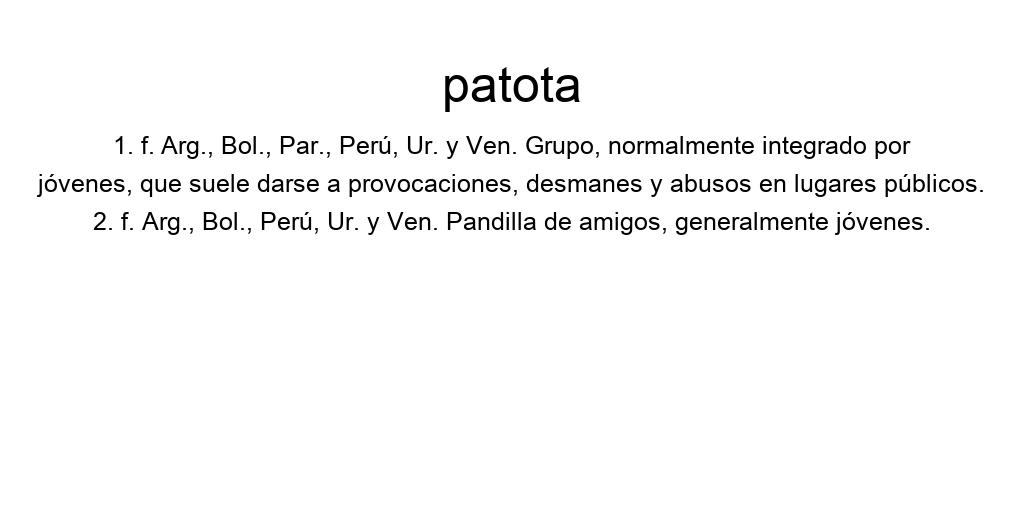 patota
1. f. Arg., Bol., Par., Perú, Ur. y Ven. Grupo, normalmente integrado por
jóvenes, que suele darse a provocaciones, desmanes y abusos en lugares públicos.
2. f. Arg., Bol., Perú, Ur. y Ven. Pandilla de amigos, generalmente jóvenes.